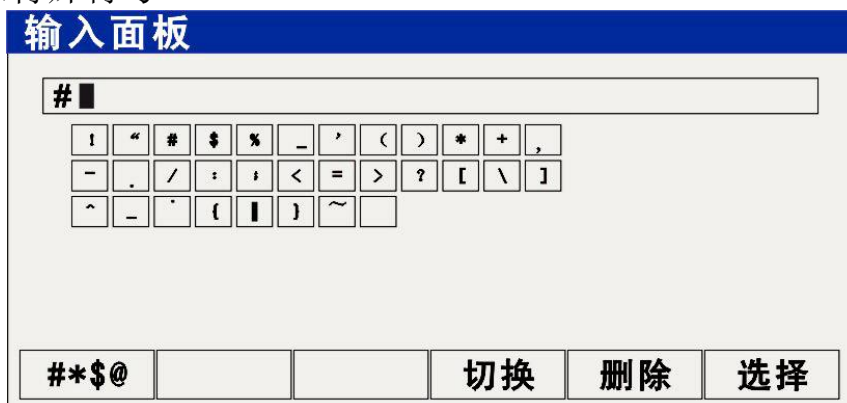 输入面板
#
! “ # $ % _ ’ ( ) * + ,
- . / : ; < = > ? [ \ ]
^ _ ˙ { | } ~
#*$@ 切换 删除 选择